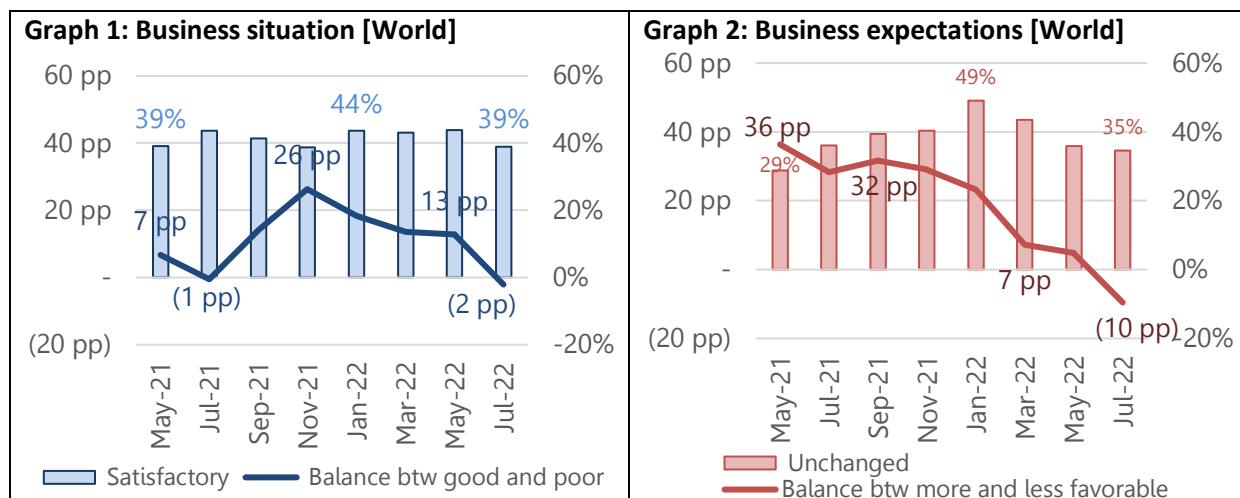 Graph 1: Business situation [World]
60 pp
40 pp
20 pp
-
(20 pp)
60%
40%
20%
0%
-20%
39%
44%
39%
7 pp
(1 pp)
26 pp
13 pp
(2 pp)
May-21
Jul-21
Sep-21
Nov-21
Jan-22
Mar-22
May-22
Jul-22
Satisfactory
Balance btw good and poor
Graph 2: Business expectations [World]
60 pp
40 pp
20 pp
-
(20 pp)
60%
40%
20%
0%
-20%
49%
36 pp
29%
32 pp
35%
7 pp
(10 pp)
May-21
Jul-21
Sep-21
Nov-21
Jan-22
Mar-22
May-22
Jul-22
Unchanged
Balance btw more and less favorable